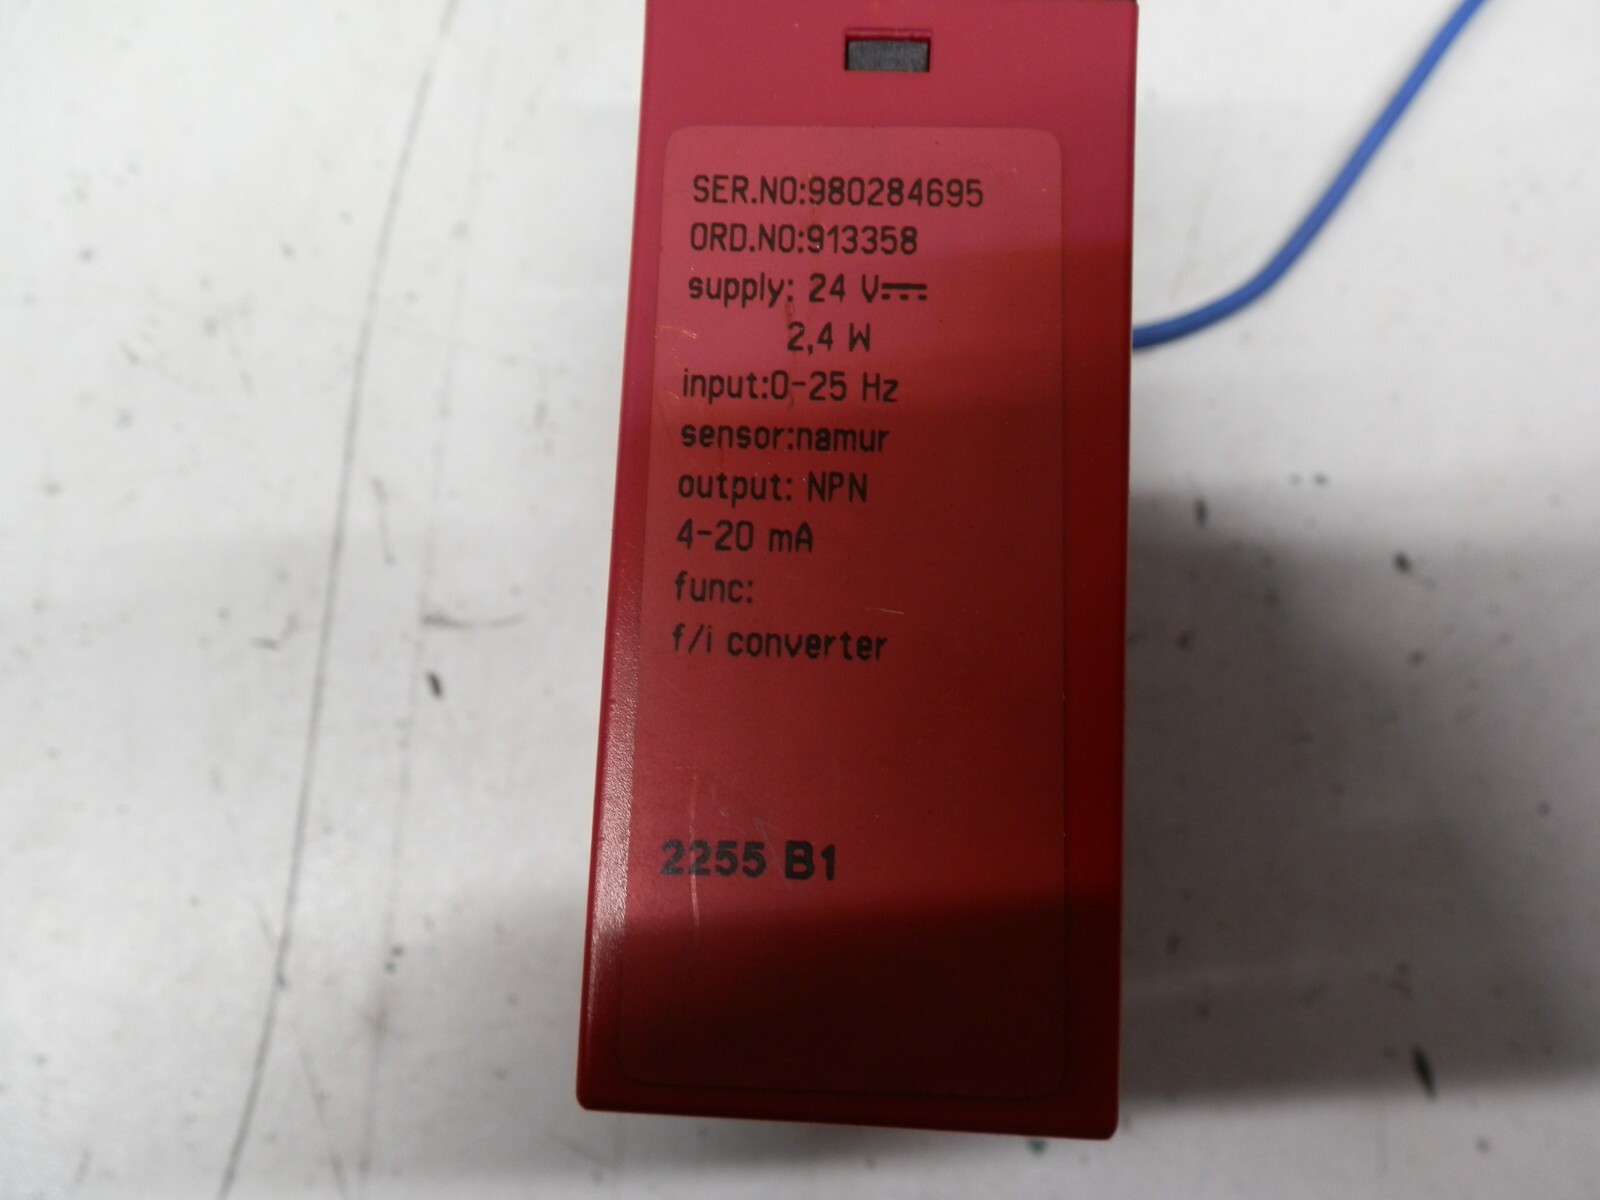 SER.NO:980284695
ORD.NO:913358
supply: 24 V⎓
2,4 W
input:0-25 Hz
sensor:namur
output: NPN
4-20 mA
func:
f/i converter
2255 B1